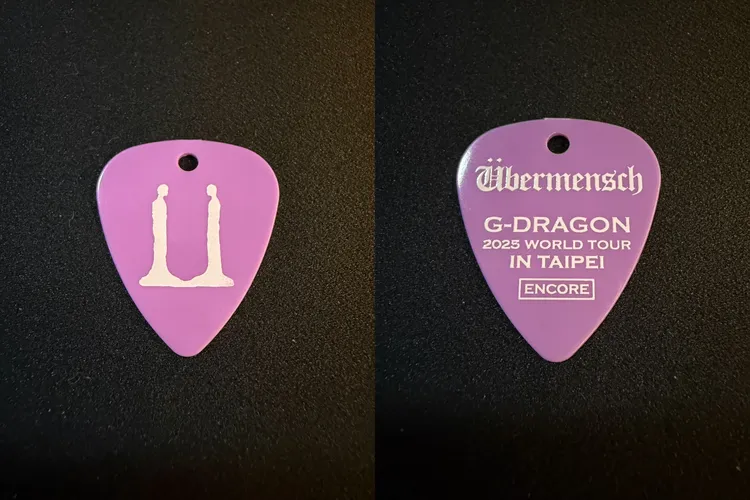 Übermensch
G-DRAGON
2025 WORLD TOUR
IN TAIPEI
ENCORE